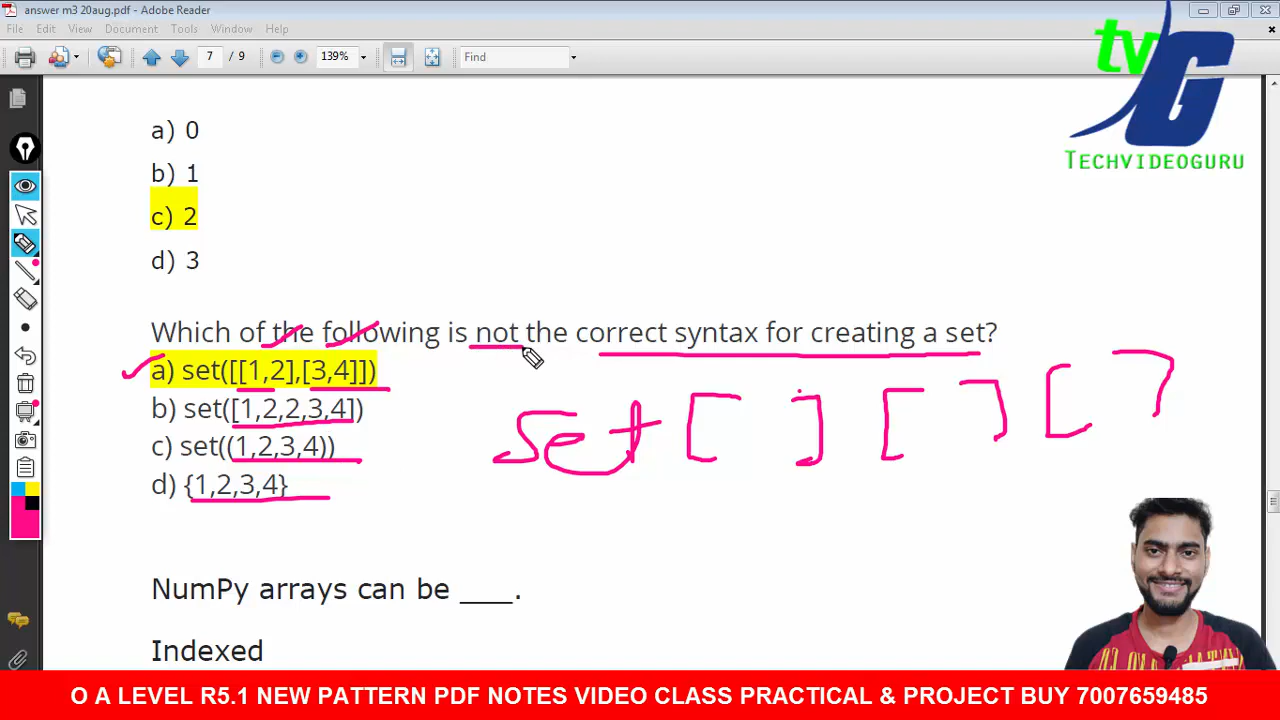 answer m3 20aug.pdf - Adobe Reader
File Edit View Document Tools Window Help
7 / 9 139% Find
tvG
TECHVIDEOGURU
a) 0
b) 1
c) 2
d) 3
Which of the following is not the correct syntax for creating a set?
a) set([[1,2],[3,4]])
b) set([1,2,2,3,4])
c) set((1,2,3,4))
d) {1,2,3,4}
set [ ] [ ] [ ]
NumPy arrays can be ____.
Indexed
O A LEVEL R5.1 NEW PATTERN PDF NOTES VIDEO CLASS PRACTICAL & PROJECT BUY 7007659485